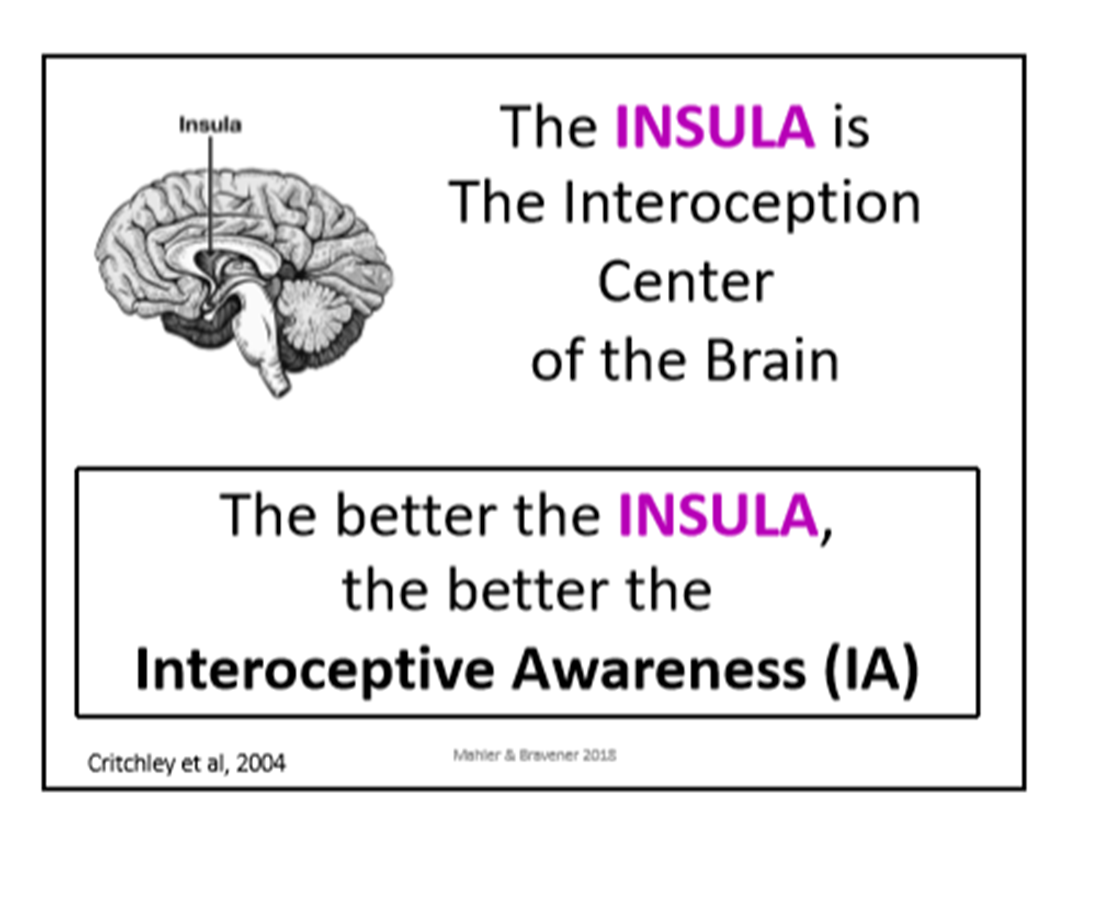 Insula
The INSULA is
The Interoception
Center
of the Brain
The better the INSULA,
the better the
Interoceptive Awareness (IA)
Critchley et al, 2004
Mahler & Bravener 2018